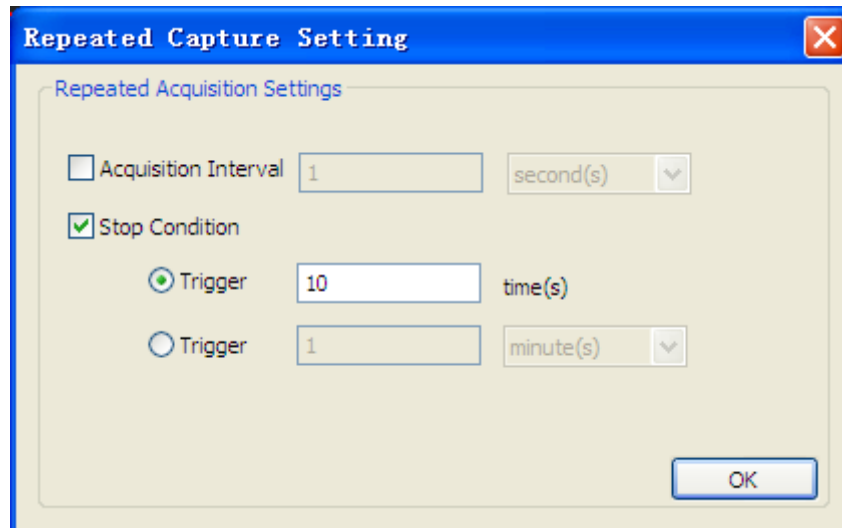 Repeated Capture Setting
Repeated Acquisition Settings
Acquisition Interval 1 second(s)
Stop Condition
Trigger 10 time(s)
Trigger 1 minute(s)
OK